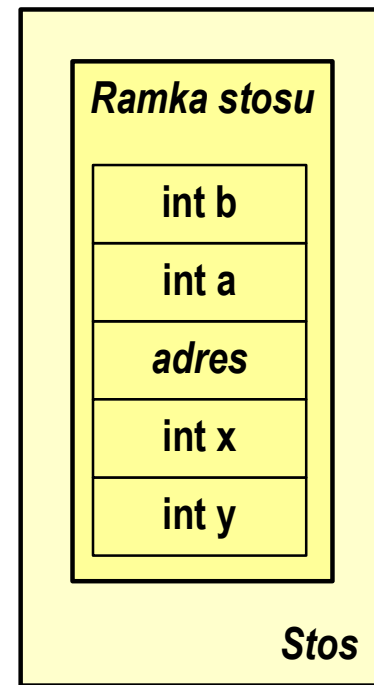 Ramka stosu
int b
int a
adres
int x
int y
Stos